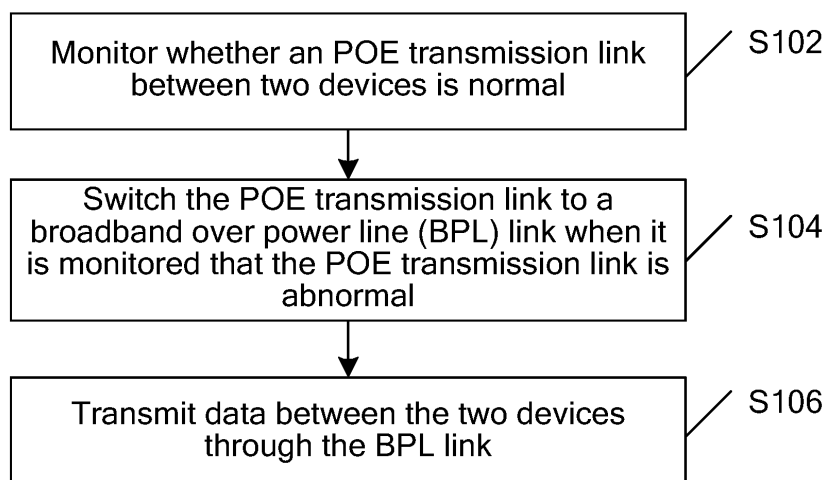 Monitor whether an POE transmission link
between two devices is normal
S102
Switch the POE transmission link to a
broadband over power line (BPL) link when it
is monitored that the POE transmission link is
abnormal
S104
Transmit data between the two devices
through the BPL link
S106